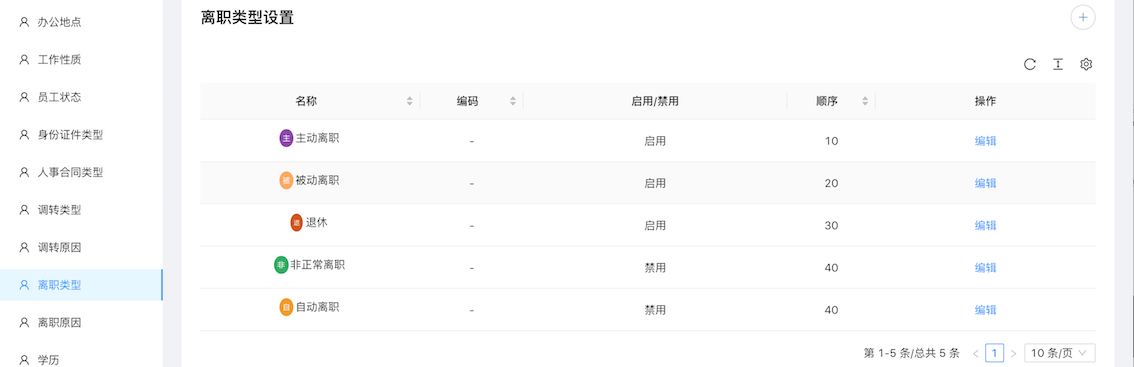 办公地点
工作性质
员工状态
身份证件类型
人事合同类型
调转类型
调转原因
离职类型
离职原因
学历
离职类型设置
名称 编码 启用/禁用 顺序 操作
主 主动离职 - 启用 10 编辑
被 被动离职 - 启用 20 编辑
退 退休 - 启用 30 编辑
非 非正常离职 - 禁用 40 编辑
自 自动离职 - 禁用 40 编辑
第 1-5 条/总共 5 条 < 1 > 10 条/页